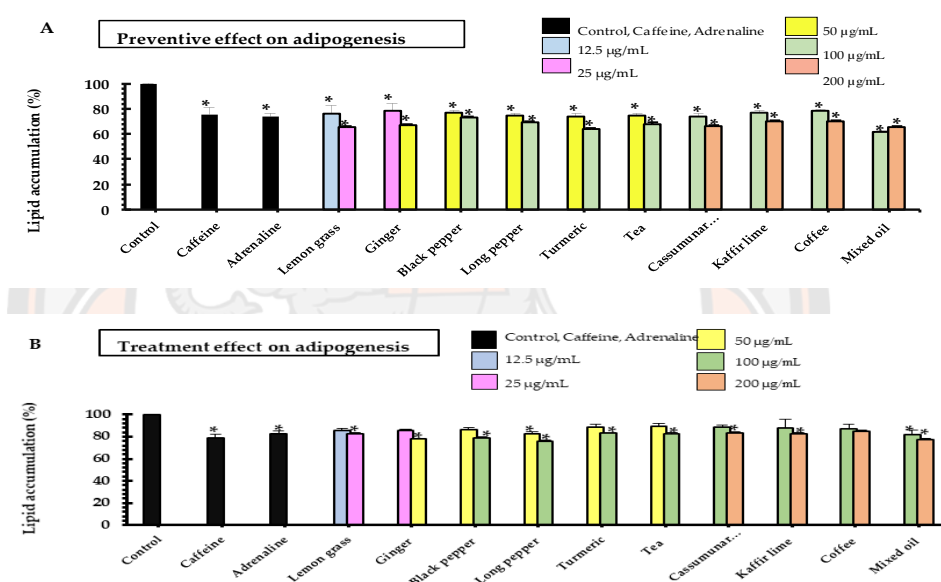 A
Preventive effect on adipogenesis
Control, Caffeine, Adrenaline
12.5 µg/mL
25 µg/mL
50 µg/mL
100 µg/mL
200 µg/mL
Lipid accumulation (%)
100
80
60
40
20
0
* * * * * * * * * * * * * * * * * * * * * *
Control
Caffeine
Adrenaline
Lemon grass
Ginger
Black pepper
Long pepper
Turmeric
Tea
Cassumunar...
Kaffir lime
Coffee
Mixed oil
B
Treatment effect on adipogenesis
Control, Caffeine, Adrenaline
12.5 µg/mL
25 µg/mL
50 µg/mL
100 µg/mL
200 µg/mL
Lipid accumulation (%)
100
80
60
40
20
0
* * * * * * * * * * * * * *
Control
Caffeine
Adrenaline
Lemon grass
Ginger
Black pepper
Long pepper
Turmeric
Tea
Cassumunar...
Kaffir lime
Coffee
Mixed oil